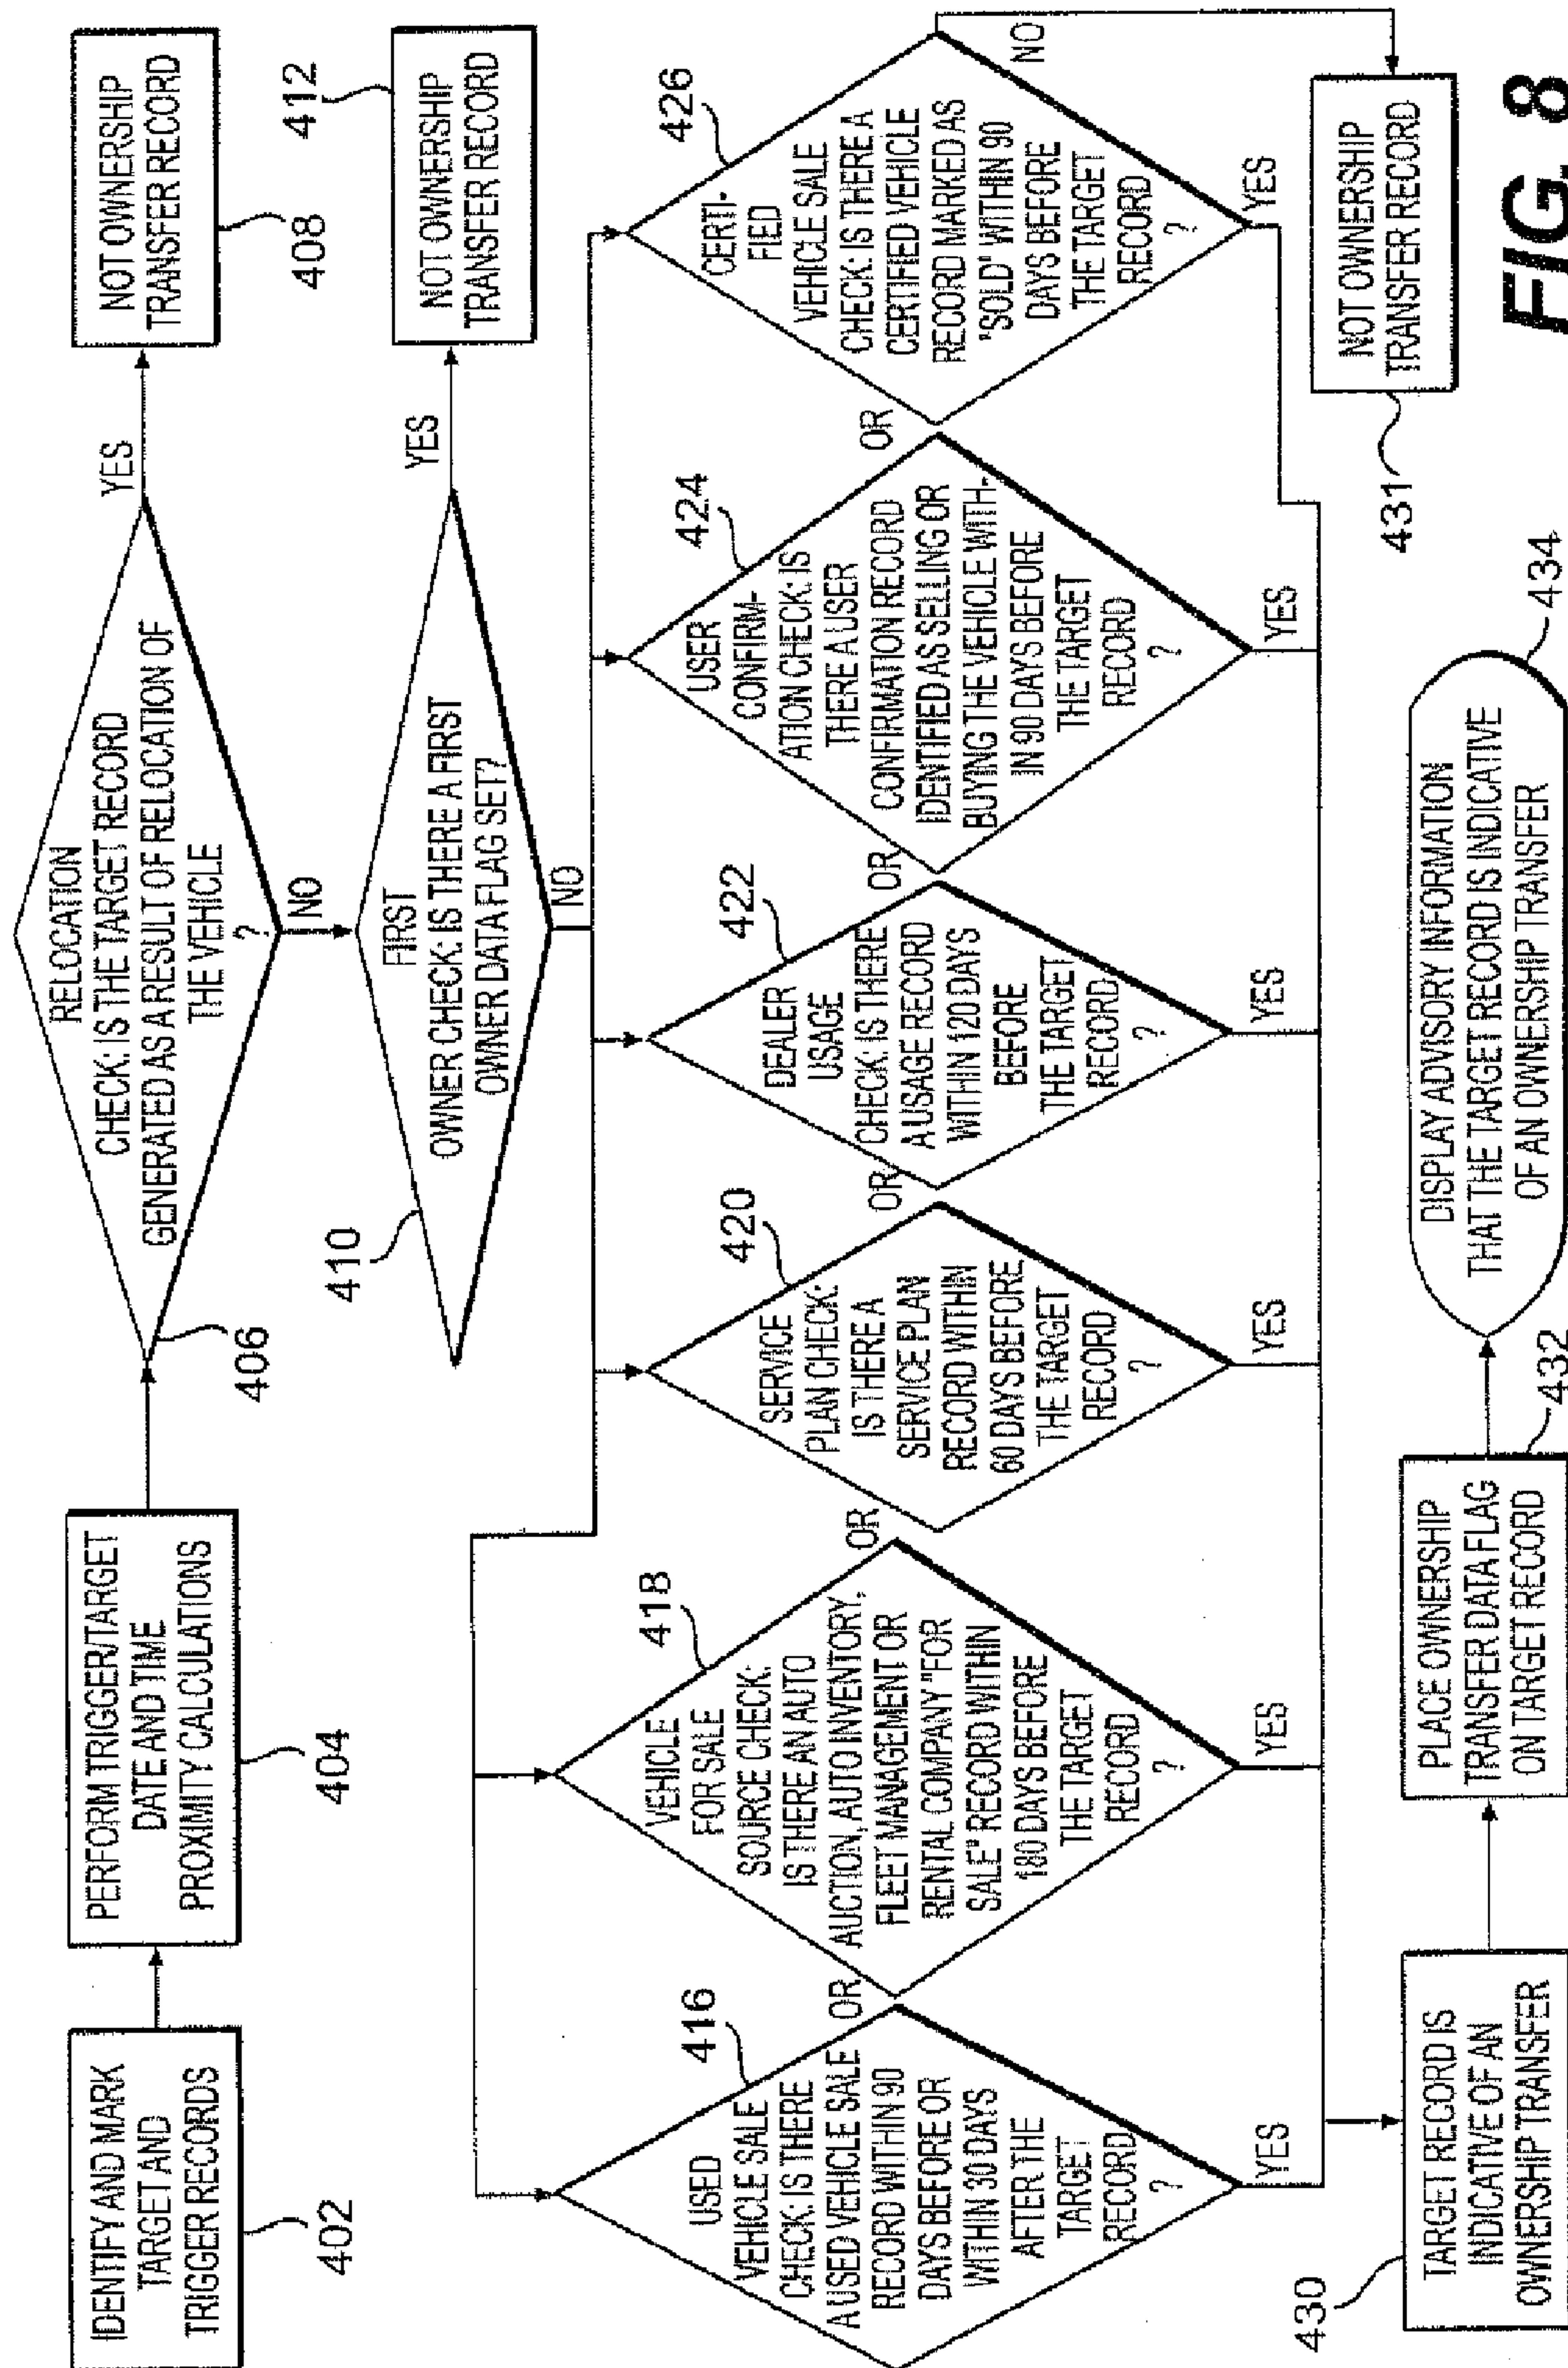 IDENTIFY AND MARK
TARGET AND
TRIGGER RECORDS
402
PERFORM TRIGGER/TARGET
DATE AND TIME
PROXIMITY CALCULATIONS
404
RELOCATION
CHECK: IS THE TARGET RECORD
GENERATED AS A RESULT OF RELOCATION OF
THE VEHICLE
?
406
YES
NOT OWNERSHIP
TRANSFER RECORD
408
NO
FIRST
OWNER CHECK: IS THERE A FIRST
OWNER DATA FLAG SET?
410
YES
NOT OWNERSHIP
TRANSFER RECORD
412
NO
USED
VEHICLE SALE
CHECK: IS THERE
A USED VEHICLE SALE
RECORD WITHIN 90
DAYS BEFORE OR
WITHIN 30 DAYS
AFTER THE
TARGET
RECORD
?
416
YES
OR
VEHICLE
FOR SALE
SOURCE CHECK:
IS THERE AN AUTO
AUCTION, AUTO INVENTORY,
FLEET MANAGEMENT OR
RENTAL COMPANY "FOR
SALE" RECORD WITHIN
180 DAYS BEFORE
THE TARGET
RECORD
?
418
YES
OR
SERVICE
PLAN CHECK:
IS THERE A
SERVICE PLAN
RECORD WITHIN
60 DAYS BEFORE
THE TARGET
RECORD
?
420
YES
OR
DEALER
USAGE
CHECK: IS THERE
A USAGE RECORD
WITHIN 120 DAYS
BEFORE
THE TARGET
RECORD
?
422
YES
OR
USER
CONFIRM-
ATION CHECK: IS
THERE A USER
CONFIRMATION RECORD
IDENTIFIED AS SELLING OR
BUYING THE VEHICLE WITH-
IN 90 DAYS BEFORE
THE TARGET
RECORD
?
424
YES
OR
CERTI-
FIED
VEHICLE SALE
CHECK: IS THERE A
CERTIFIED VEHICLE
RECORD MARKED AS
"SOLD" WITHIN 90
DAYS BEFORE
THE TARGET
RECORD
?
426
YES
NO
NOT OWNERSHIP
TRANSFER RECORD
431
TARGET RECORD IS
INDICATIVE OF AN
OWNERSHIP TRANSFER
430
PLACE OWNERSHIP
TRANSFER DATA FLAG
ON TARGET RECORD
432
DISPLAY ADVISORY INFORMATION
THAT THE TARGET RECORD IS INDICATIVE
OF AN OWNERSHIP TRANSFER
434
FIG. 8